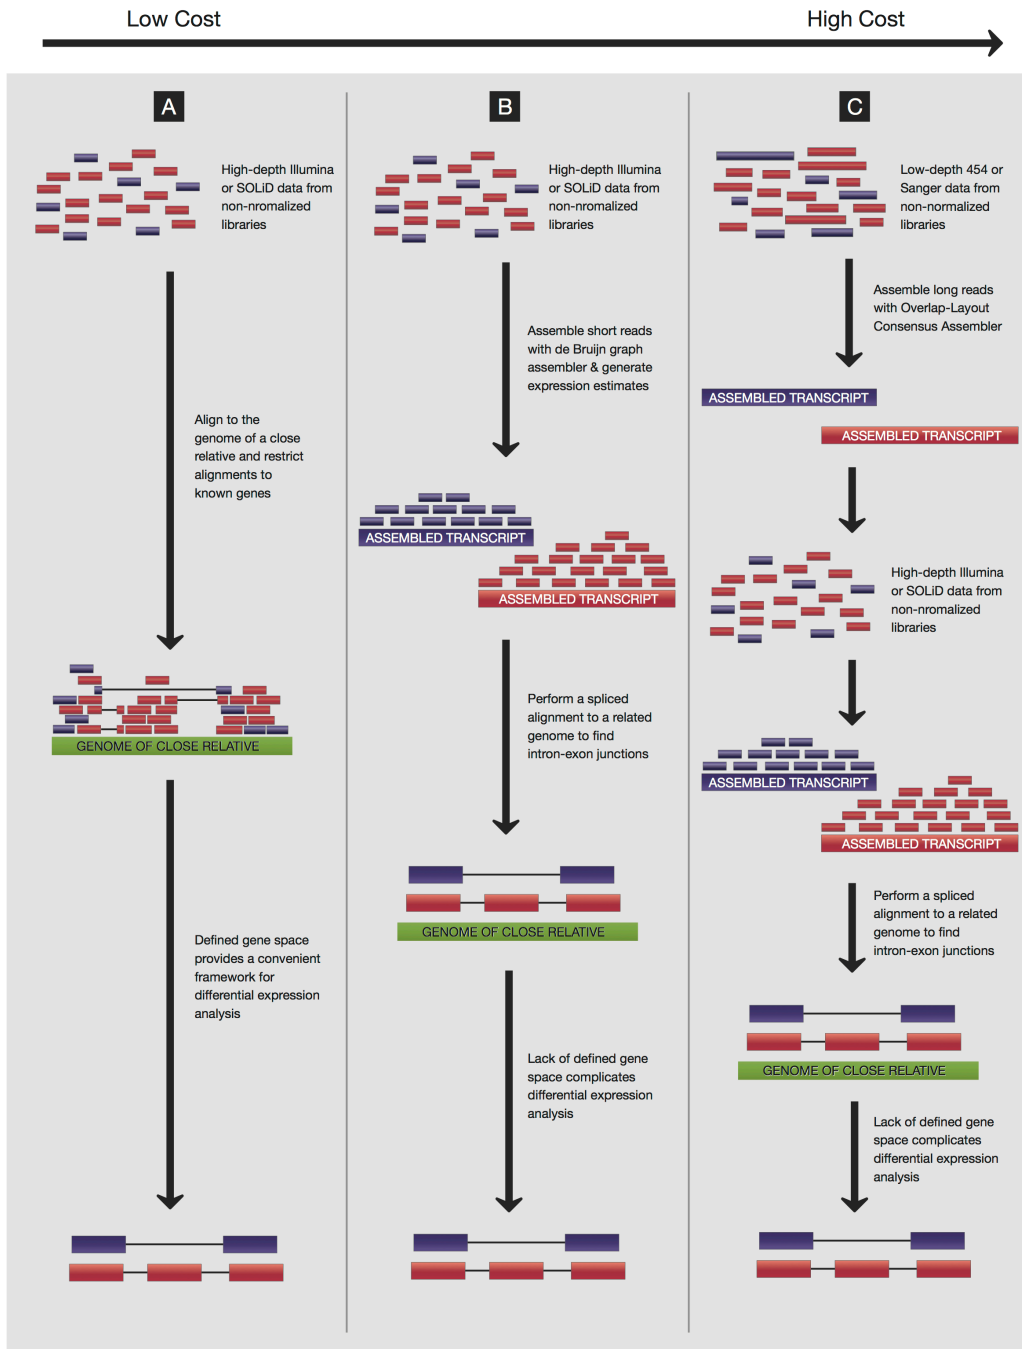 Low Cost
High Cost
A
High-depth Illumina
or SOLiD data from
non-nromalized
libraries
Align to the
genome of a close
relative and restrict
alignments to
known genes
GENOME OF CLOSE RELATIVE
Defined gene space
provides a convenient
framework for
differential expression
analysis
B
High-depth Illumina
or SOLiD data from
non-nromalized
libraries
Assemble short reads
with de Bruijn graph
assembler & generate
expression estimates
ASSEMBLED TRANSCRIPT
ASSEMBLED TRANSCRIPT
Perform a spliced
alignment to a related
genome to find
intron-exon junctions
GENOME OF CLOSE RELATIVE
Lack of defined gene
space complicates
differential expression
analysis
C
Low-depth 454 or
Sanger data from
non-normalized
libraries
Assemble long reads
with Overlap-Layout
Consensus Assembler
ASSEMBLED TRANSCRIPT
ASSEMBLED TRANSCRIPT
High-depth Illumina
or SOLiD data from
non-nromalized
libraries
ASSEMBLED TRANSCRIPT
ASSEMBLED TRANSCRIPT
Perform a spliced
alignment to a related
genome to find
intron-exon junctions
GENOME OF CLOSE RELATIVE
Lack of defined gene
space complicates
differential expression
analysis